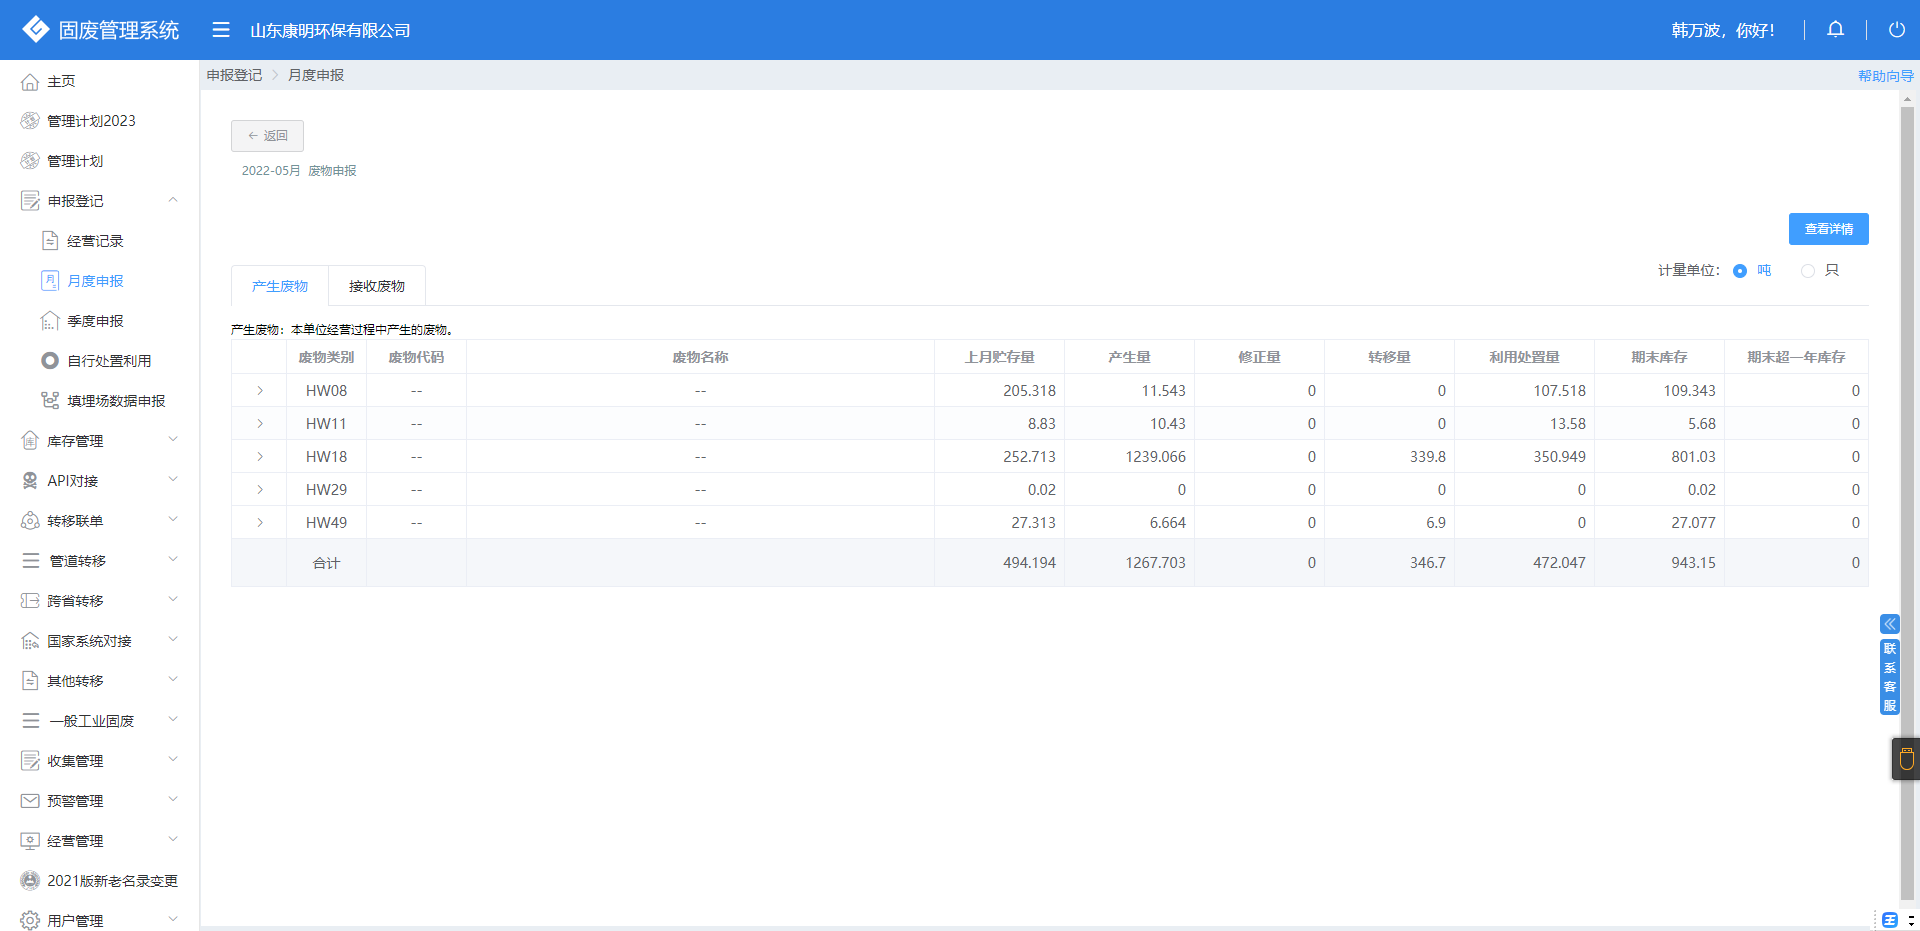 固废管理系统 山东康明环保有限公司 韩万波，你好！
申报登记 月度申报 帮助向导
主页
管理计划2023
管理计划
申报登记
经营记录
月度申报
季度申报
自行处置利用
填埋场数据申报
库存管理
API对接
转移联单
管道转移
跨省转移
国家系统对接
其他转移
一般工业固废
收集管理
预警管理
经营管理
2021版新老名录变更
用户管理
← 返回
2022-05月 废物申报
查看详情
计量单位： 吨 只
产生废物 接收废物
产生废物：本单位经营过程中产生的废物。
废物类别 废物代码 废物名称 上月贮存量 产生量 修正量 转移量 利用处置量 期末库存 期末超一年库存
HW08 -- -- 205.318 11.543 0 0 107.518 109.343 0
HW11 -- -- 8.83 10.43 0 0 13.58 5.68 0
HW18 -- -- 252.713 1239.066 0 339.8 350.949 801.03 0
HW29 -- -- 0.02 0 0 0 0 0.02 0
HW49 -- -- 27.313 6.664 0 6.9 0 27.077 0
合计 494.194 1267.703 0 346.7 472.047 943.15 0
联
系
客
服